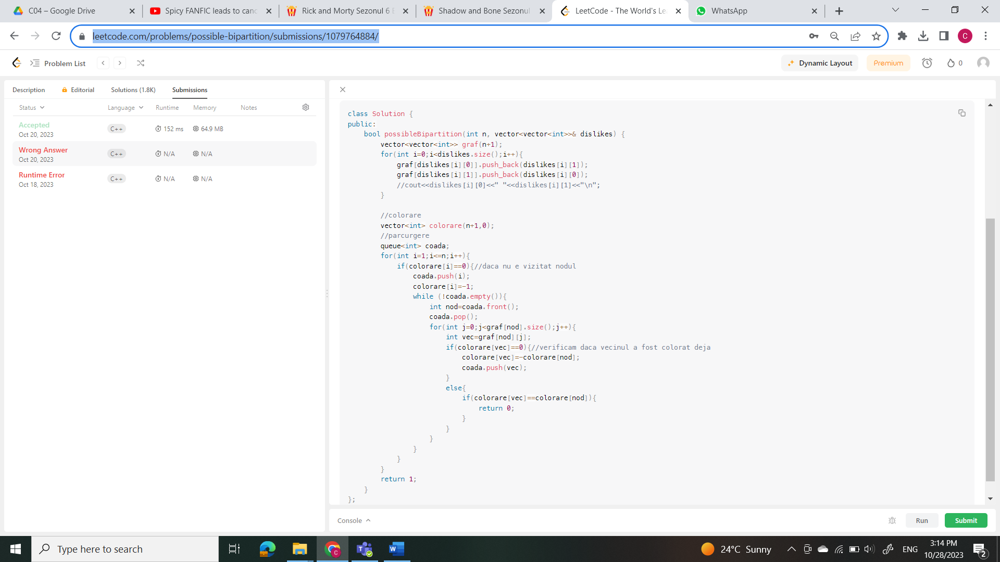 C04 – Google Drive
Spicy FANFIC leads to canc
Rick and Morty Sezonul 6 E
Shadow and Bone Sezonul
LeetCode - The World's Le
WhatsApp
leetcode.com/problems/possible-bipartition/submissions/1079764884/
C
Problem List
Dynamic Layout
Premium
0
Description
Editorial
Solutions (1.8K)
Submissions
Status
Language
Runtime
Memory
Notes
Accepted
Oct 20, 2023
C++
152 ms
64.9 MB
Wrong Answer
Oct 20, 2023
C++
N/A
N/A
Runtime Error
Oct 18, 2023
C++
N/A
N/A
class Solution {
public:
    bool possibleBipartition(int n, vector<vector<int>>& dislikes) {
        vector<vector<int>> graf(n+1);
        for(int i=0;i<dislikes.size();i++){
            graf[dislikes[i][0]].push_back(dislikes[i][1]);
            graf[dislikes[i][1]].push_back(dislikes[i][0]);
            //cout<<dislikes[i][0]<<" "<<dislikes[i][1]<<"\n";
        }
        //colorare
        vector<int> colorare(n+1,0);
        //parcurgere
        queue<int> coada;
        for(int i=1;i<=n;i++){
            if(colorare[i]==0){//daca nu e vizitat nodul
                coada.push(i);
                colorare[i]=-1;
                while (!coada.empty()){
                    int nod=coada.front();
                    coada.pop();
                    for(int j=0;j<graf[nod].size();j++){
                        int vec=graf[nod][j];
                        if(colorare[vec]==0){//verificam daca vecinul a fost colorat deja
                            colorare[vec]=-colorare[nod];
                            coada.push(vec);
                        }
                        else{
                            if(colorare[vec]==colorare[nod]){
                                return 0;
                            }
                        }
                    }
                }
            }
        }
        return 1;
    }
};
Console
Run
Submit
Type here to search
24°C Sunny
ENG
3:14 PM
10/28/2023
2